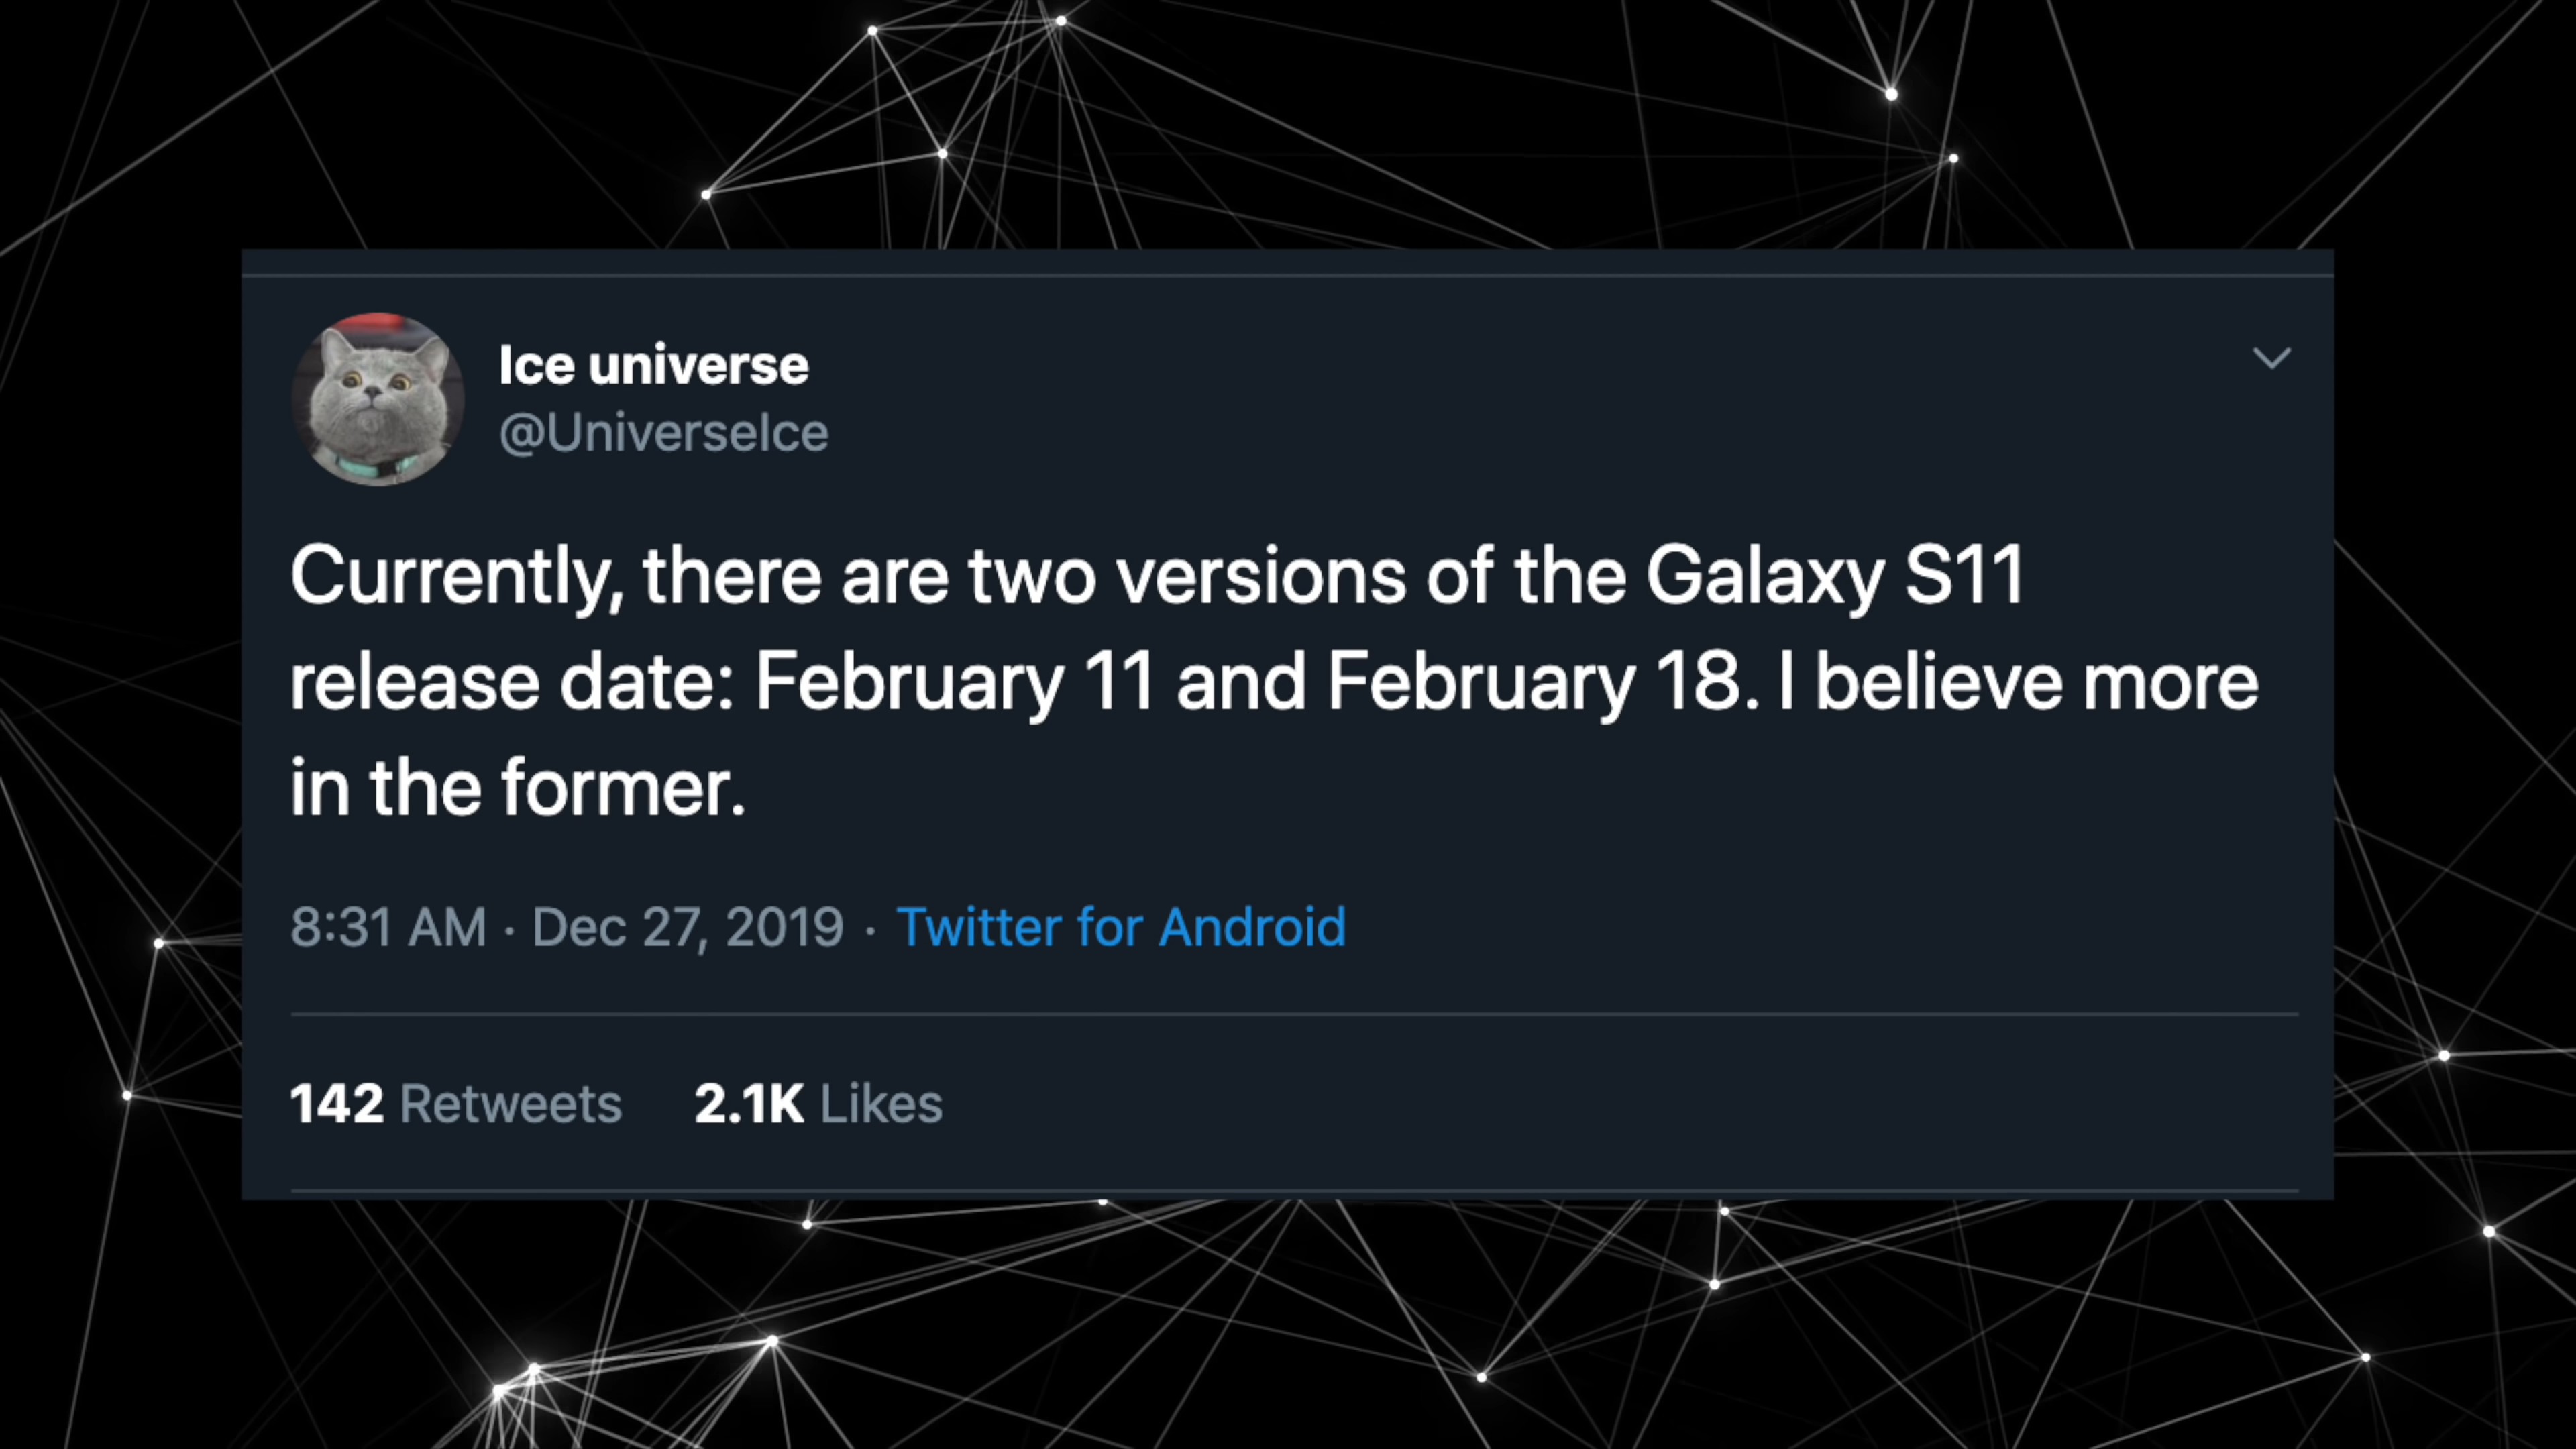 Ice universe
@UniverseIce
Currently, there are two versions of the Galaxy S11
release date: February 11 and February 18. I believe more
in the former.
8:31 AM · Dec 27, 2019 · Twitter for Android
142 Retweets 2.1K Likes